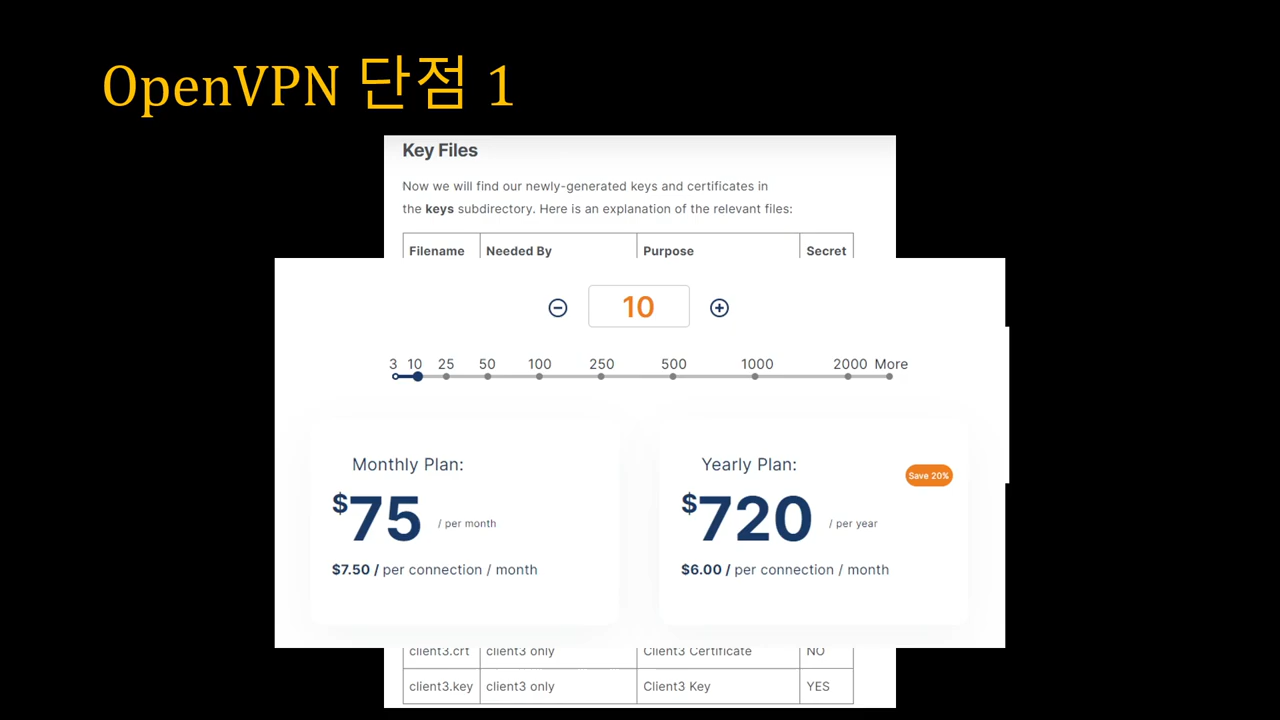 OpenVPN 단점 1
Key Files
Now we will find our newly-generated keys and certificates in
the keys subdirectory. Here is an explanation of the relevant files:
Filename Needed By Purpose Secret
10
3 10 25 50 100 250 500 1000 2000 More
Monthly Plan:
$75 / per month
$7.50 / per connection / month
Yearly Plan:
Save 20%
$720 / per year
$6.00 / per connection / month
client3.crt client3 only Client3 Certificate NO
client3.key client3 only Client3 Key YES